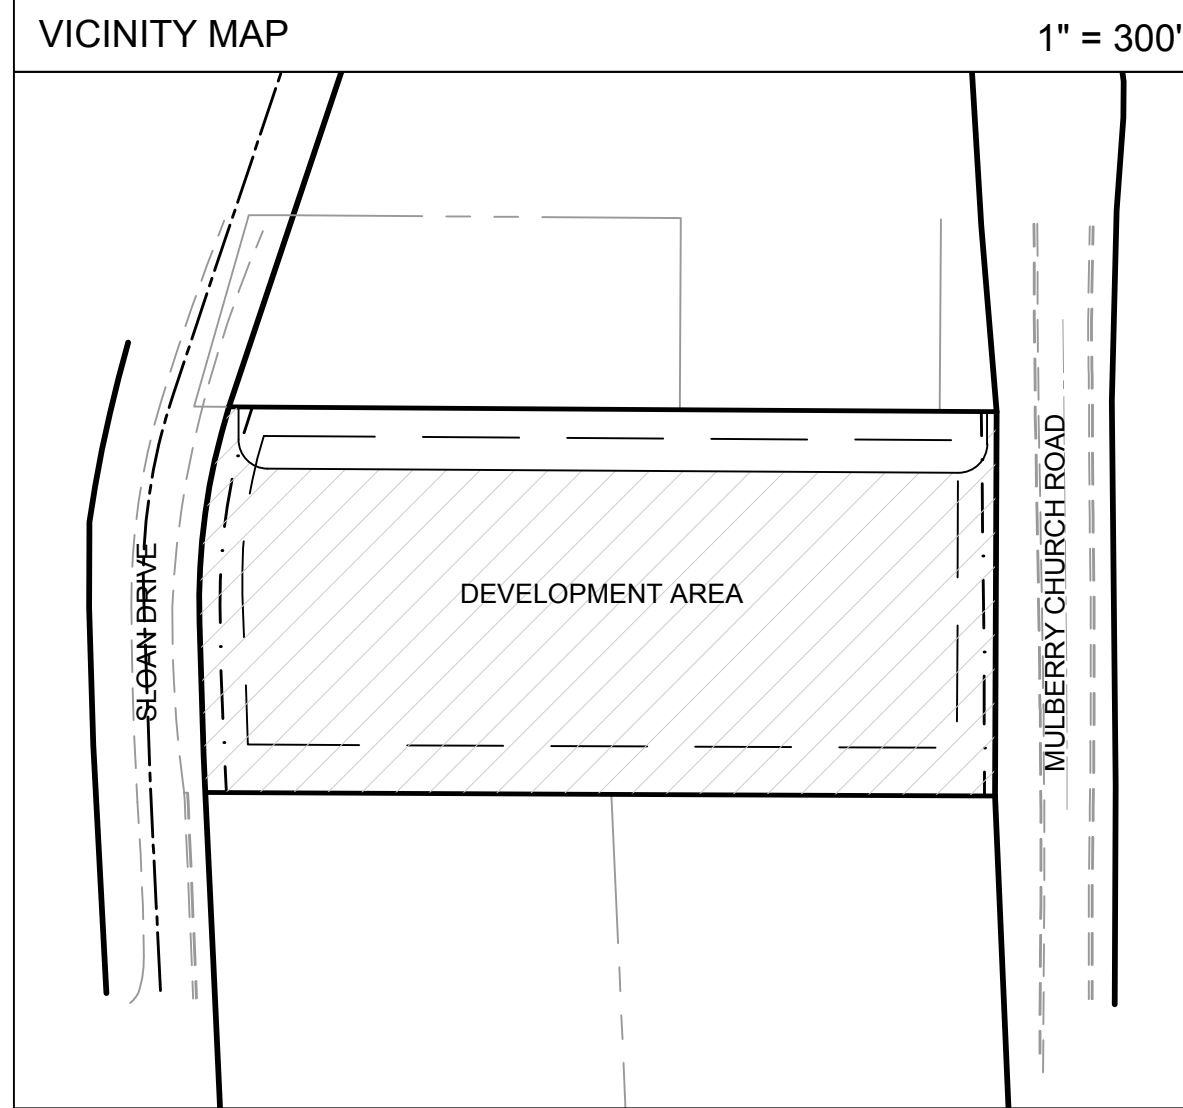 VICINITY MAP
1" = 300'
DEVELOPMENT AREA
SLOAN DRIVE
MULBERRY CHURCH ROAD